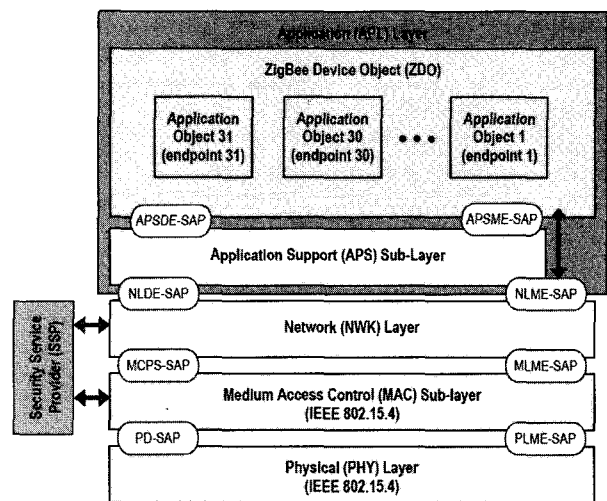 Application (APL) Layer
ZigBee Device Object (ZDO)
Application
Object 31
(endpoint 31)
Application
Object 30
(endpoint 30)
Application
Object 1
(endpoint 1)
APSDE-SAP
APSME-SAP
Application Support (APS) Sub-Layer
NLDE-SAP
NLME-SAP
Security Service
Provider (SSP)
Network (NWK) Layer
MCPS-SAP
MLME-SAP
Medium Access Control (MAC) Sub-layer
(IEEE 802.15.4)
PD-SAP
PLME-SAP
Physical (PHY) Layer
(IEEE 802.15.4)